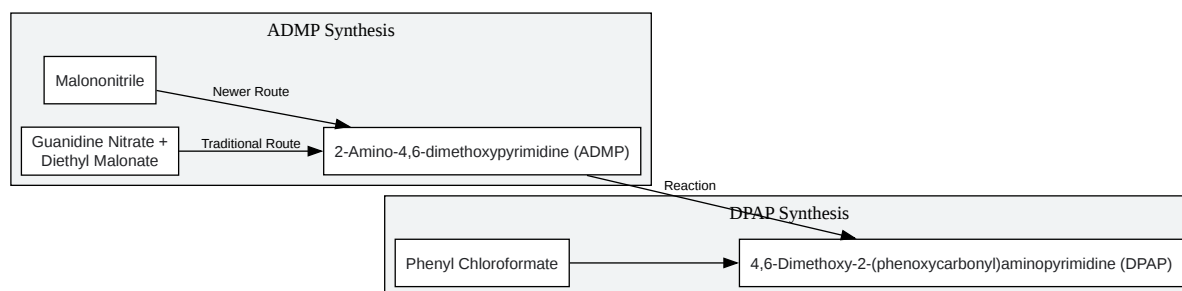 ADMP Synthesis
Malononitrile
Newer Route
Guanidine Nitrate +
Diethyl Malonate
Traditional Route
2-Amino-4,6-dimethoxypyrimidine (ADMP)
Reaction
DPAP Synthesis
Phenyl Chloroformate
4,6-Dimethoxy-2-(phenoxycarbonyl)aminopyrimidine (DPAP)